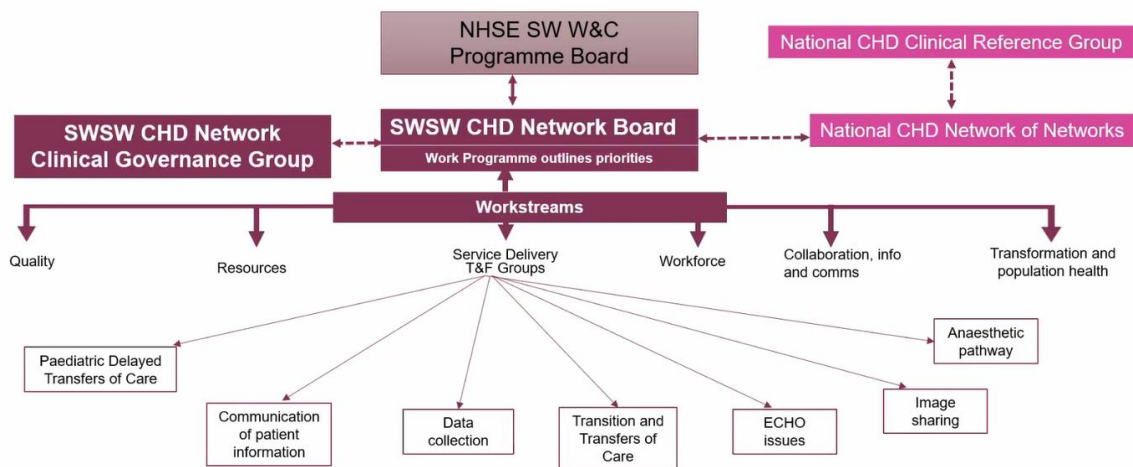 NHSE SW W&C
Programme Board
National CHD Clinical Reference Group
SWSW CHD Network
Clinical Governance Group
SWSW CHD Network Board
Work Programme outlines priorities
National CHD Network of Networks
Workstreams
Quality
Resources
Service Delivery
T&F Groups
Workforce
Collaboration, info
and comms
Transformation and
population health
Paediatric Delayed
Transfers of Care
Communication
of patient
information
Data
collection
Transition and
Transfers of
Care
ECHO
issues
Image
sharing
Anaesthetic
pathway